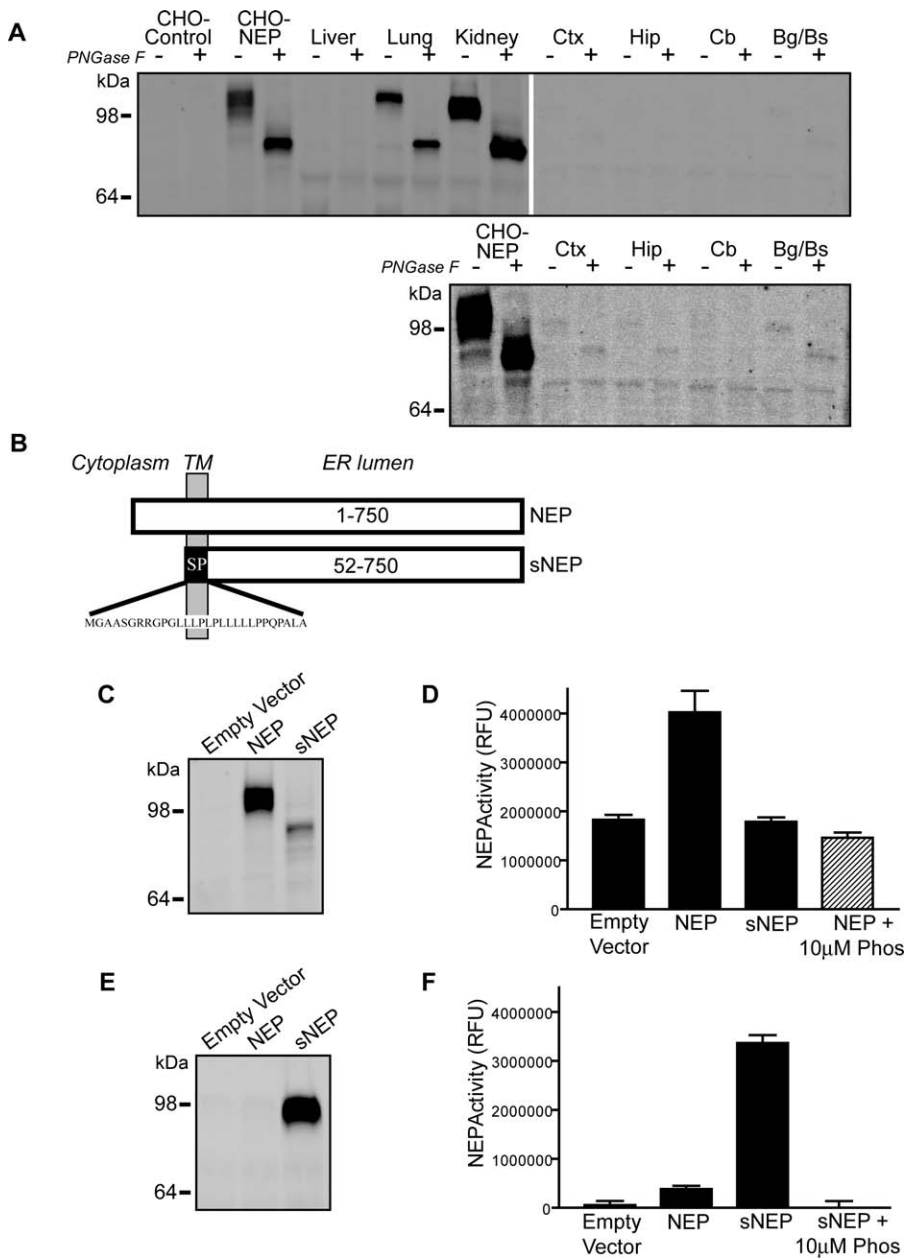 A
CHO-Control CHO-NEP Liver Lung Kidney Ctx Hip Cb Bg/Bs
PNGase F - + - + - + - + - + - + - + - + - +
kDa
98
64
CHO-NEP Ctx Hip Cb Bg/Bs
PNGase F - + - + - + - + - +
kDa
98
64
B
Cytoplasm TM ER lumen
1-750 NEP
SP 52-750 sNEP
MGAASGRRGPGLLLPLPLLLLLPPQPALA
C
Empty Vector NEP sNEP
kDa
98
64
D
NEPActivity (RFU)
4000000
3000000
2000000
1000000
0
Empty Vector NEP sNEP NEP + 10µM Phos
E
Empty Vector NEP sNEP
kDa
98
64
F
NEPActivity (RFU)
4000000
3000000
2000000
1000000
0
Empty Vector NEP sNEP sNEP + 10µM Phos